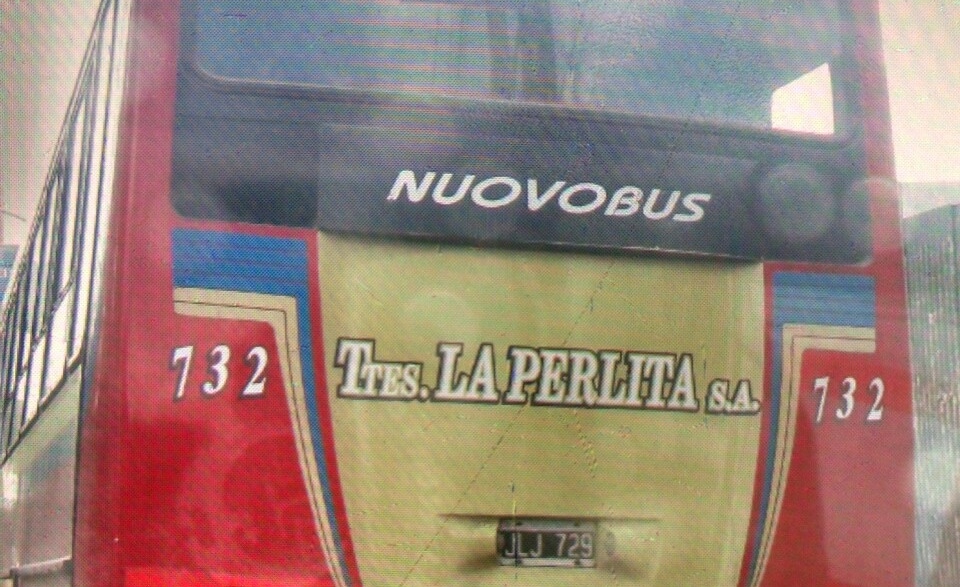 NUOVOBUS
732 TTES. LA PERLITA S.A. 732
JLJ 729